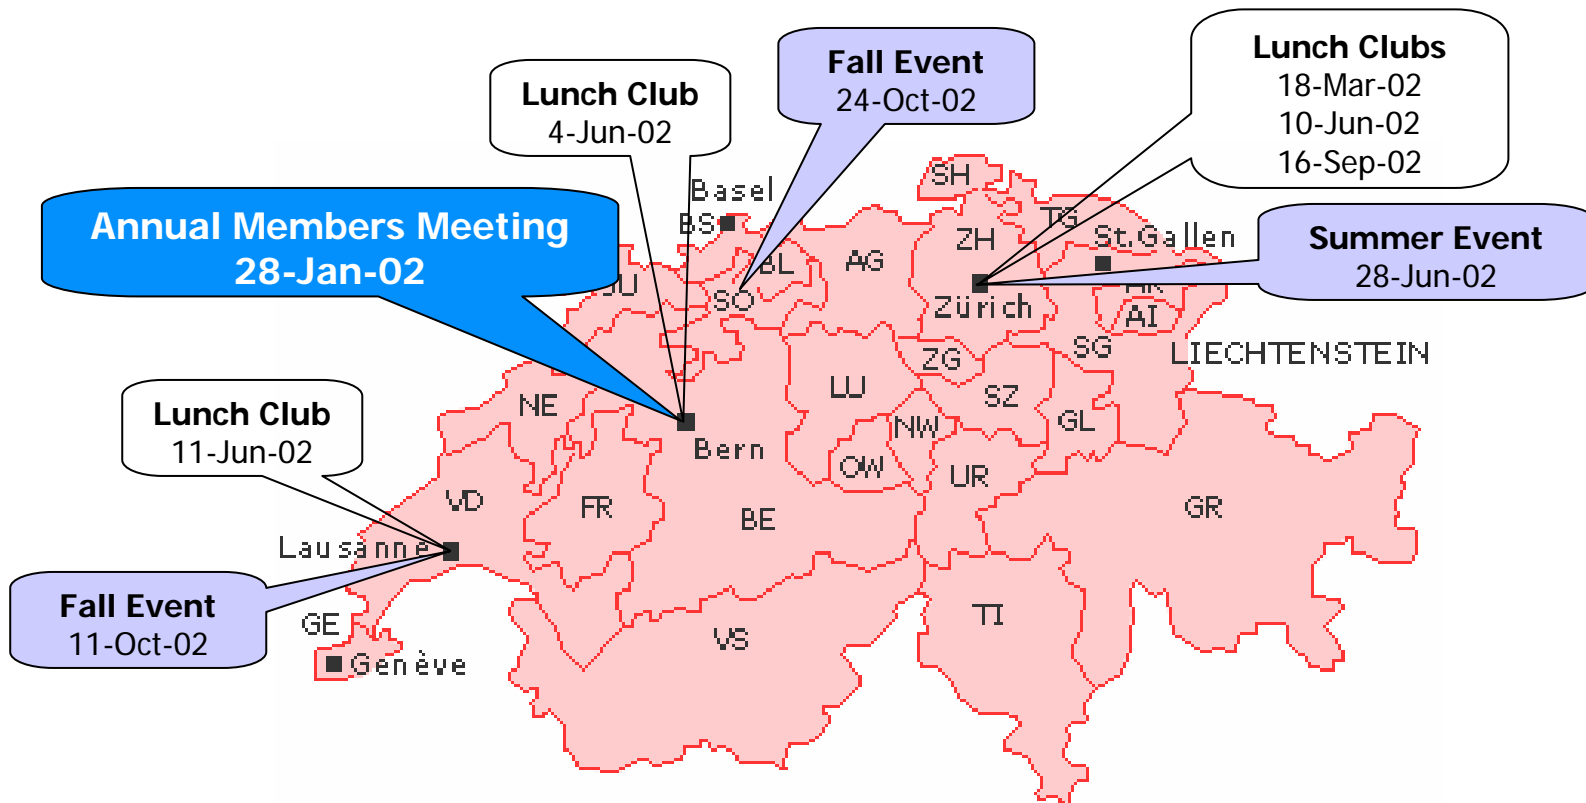 Lunch Clubs
18-Mar-02
10-Jun-02
16-Sep-02
Fall Event
24-Oct-02
Lunch Club
4-Jun-02
Annual Members Meeting
28-Jan-02
Summer Event
28-Jun-02
Lunch Club
11-Jun-02
Fall Event
11-Oct-02
SH
Basel
BS
TG
ZH
St.Gallen
BL
AG
JU
SO
AR
Zürich
AI
ZG
SG
LIECHTENSTEIN
LU
SZ
NE
NW
GL
Bern
OW
UR
VD
FR
BE
GR
Lausanne
GE
TI
VS
Genève